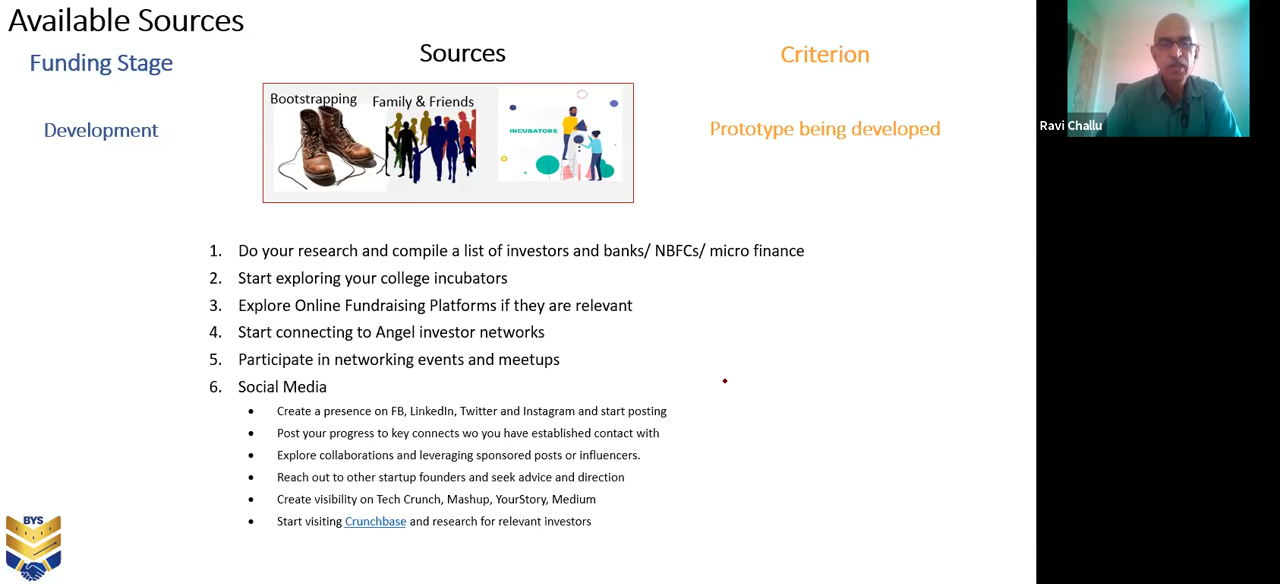 Available Sources
Funding Stage
Sources
Criterion
Bootstrapping
Family & Friends
INCUBATORS
Development
Prototype being developed
Ravi Challu
1. Do your research and compile a list of investors and banks/ NBFCs/ micro finance
2. Start exploring your college incubators
3. Explore Online Fundraising Platforms if they are relevant
4. Start connecting to Angel investor networks
5. Participate in networking events and meetups
6. Social Media
• Create a presence on FB, LinkedIn, Twitter and Instagram and start posting
• Post your progress to key connects wo you have established contact with
• Explore collaborations and leveraging sponsored posts or influencers.
• Reach out to other startup founders and seek advice and direction
• Create visibility on Tech Crunch, Mashup, YourStory, Medium
• Start visiting Crunchbase and research for relevant investors
BYS